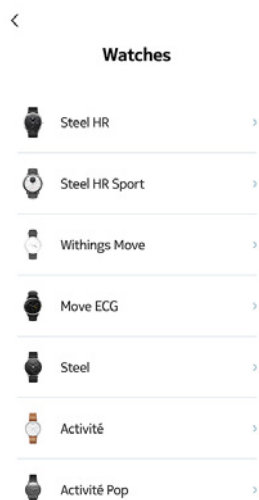 Watches
Steel HR
Steel HR Sport
Withings Move
Move ECG
Steel
Activité
Activité Pop